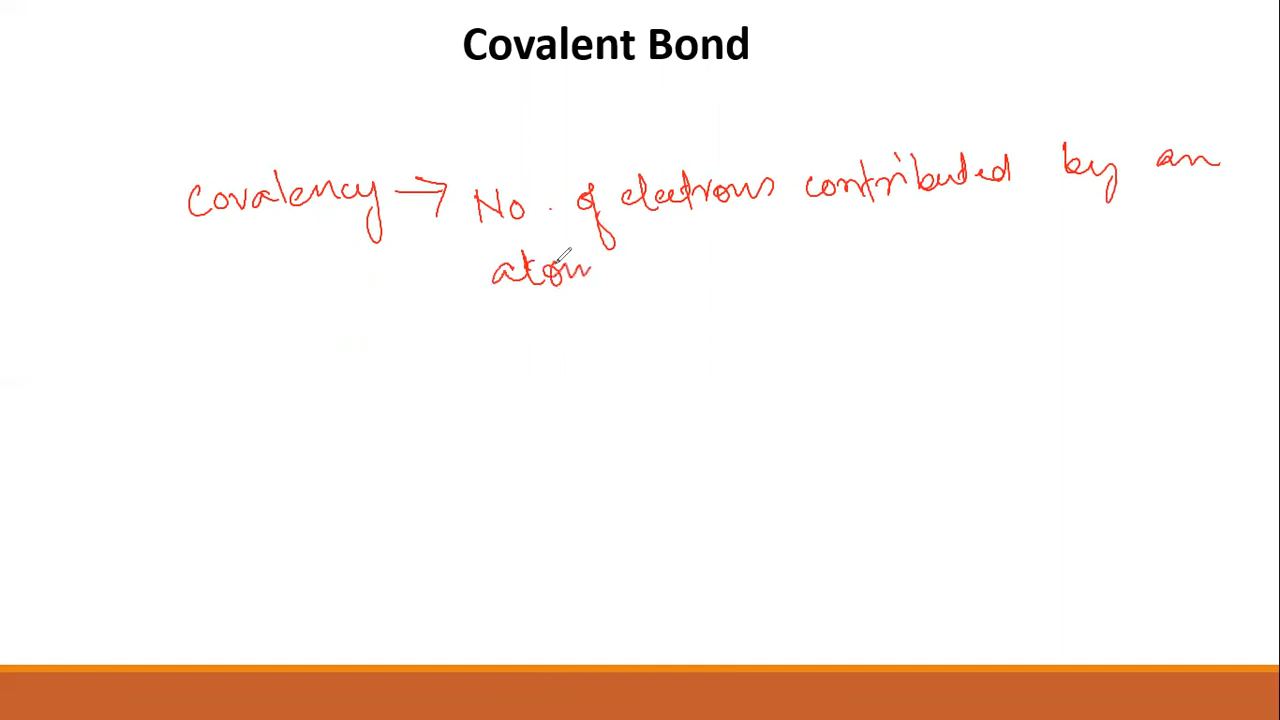 Covalent Bond
Covalency → No. of electrons contributed by an
atom